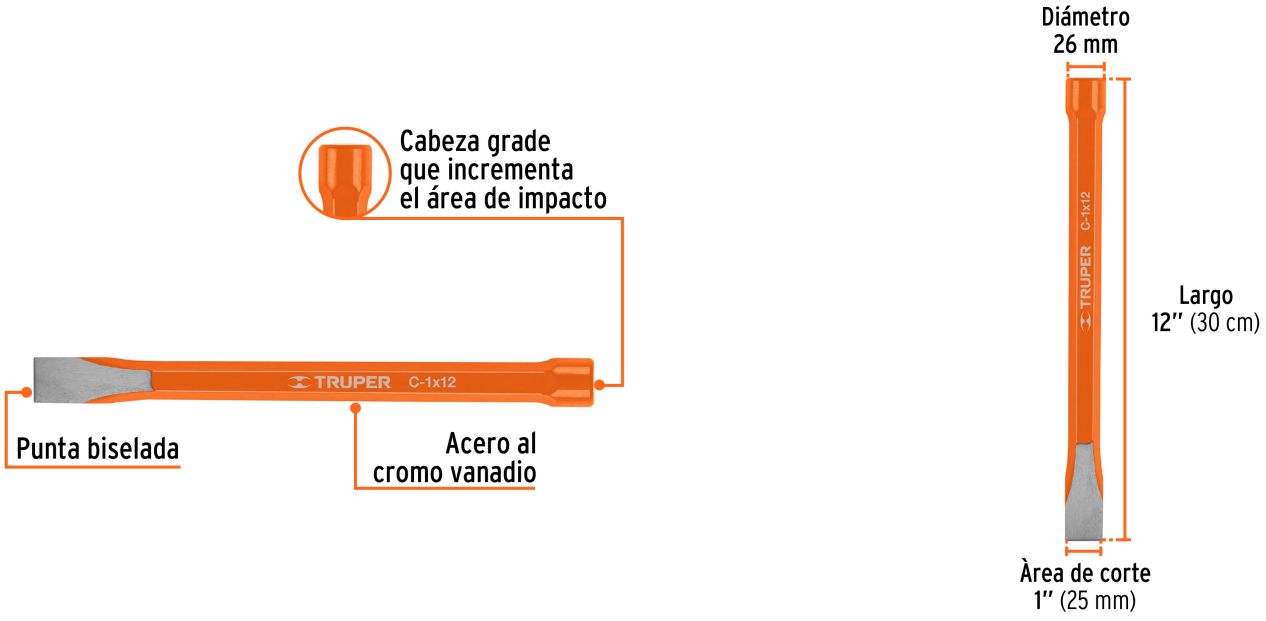 Cabeza grade
que incrementa
el área de impacto
TRUPER C-1x12
Punta biselada
Acero al
cromo vanadio
Diámetro
26 mm
TRUPER C-1x12
Largo
12’’ (30 cm)
Àrea de corte
1’’ (25 mm)